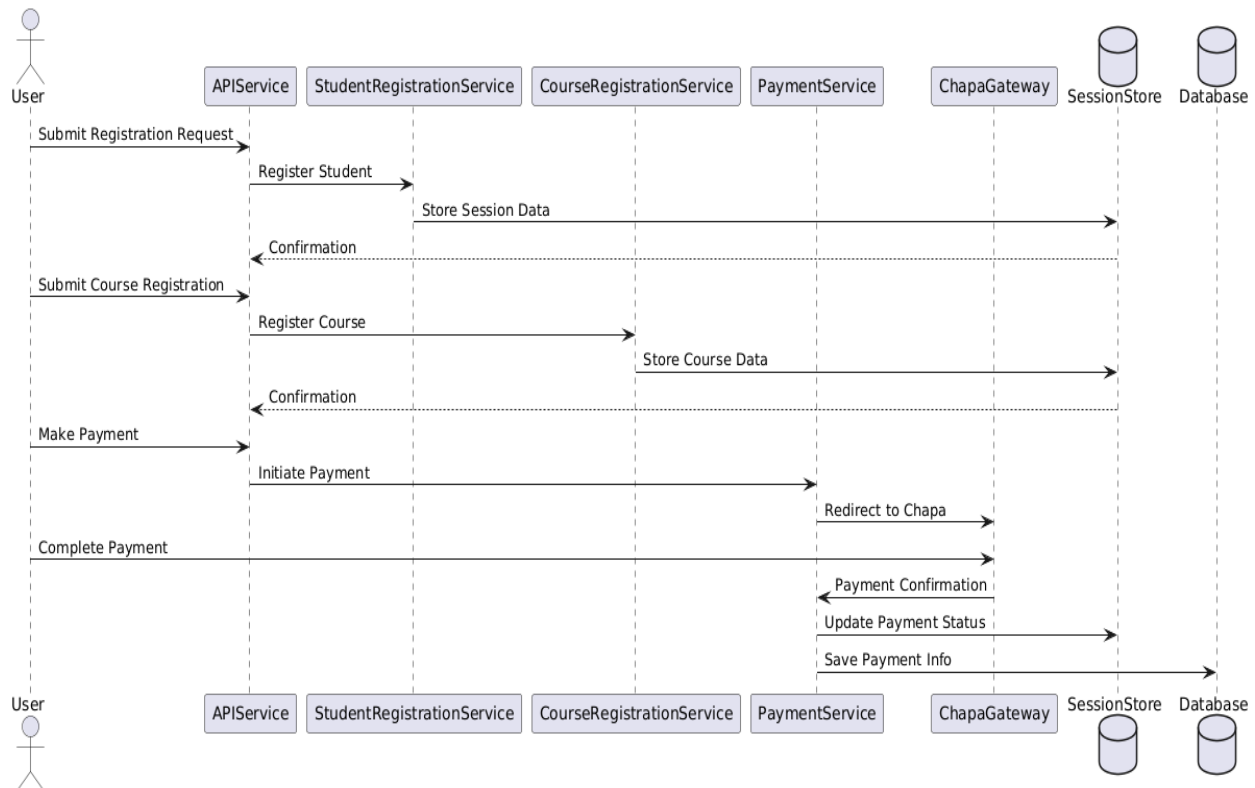 User
APIService
StudentRegistrationService
CourseRegistrationService
PaymentService
ChapaGateway
SessionStore
Database
Submit Registration Request
Register Student
Store Session Data
Confirmation
Submit Course Registration
Register Course
Store Course Data
Confirmation
Make Payment
Initiate Payment
Redirect to Chapa
Complete Payment
Payment Confirmation
Update Payment Status
Save Payment Info
User
APIService
StudentRegistrationService
CourseRegistrationService
PaymentService
ChapaGateway
SessionStore
Database